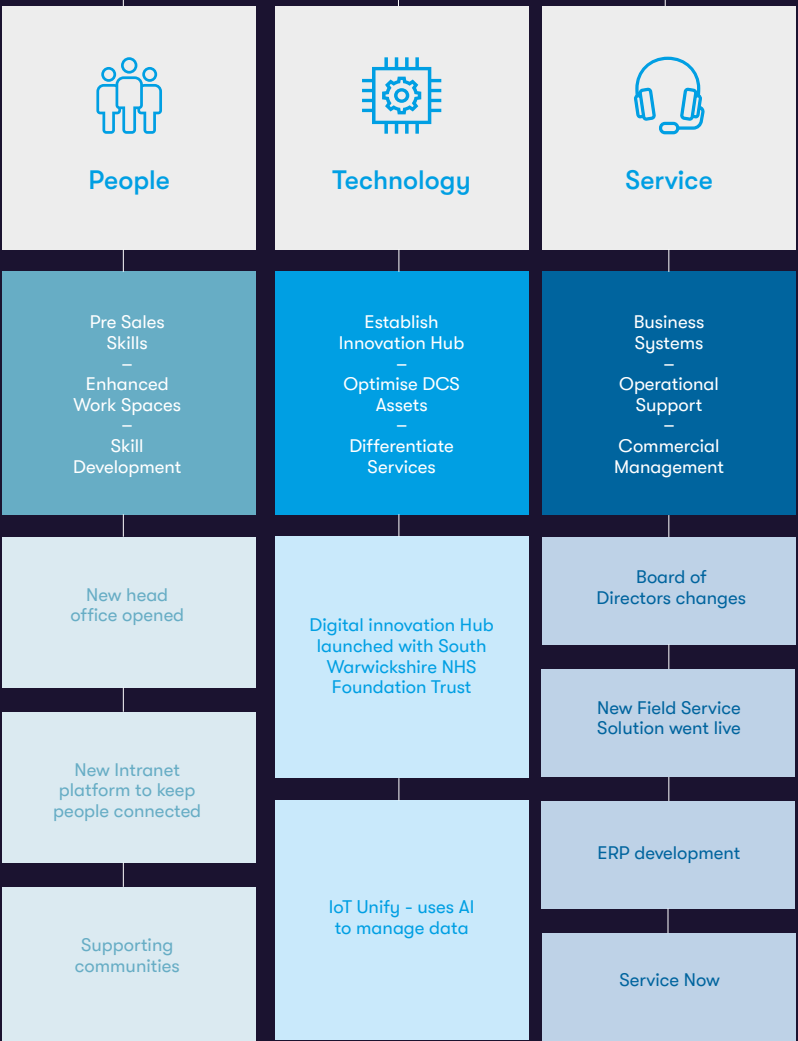 People
Pre Sales
Skills
–
Enhanced
Work Spaces
–
Skill
Development
New head
office opened
New Intranet
platform to keep
people connected
Supporting
communities
Technology
Establish
Innovation Hub
–
Optimise DCS
Assets
–
Differentiate
Services
Digital innovation Hub
launched with South
Warwickshire NHS
Foundation Trust
IoT Unify - uses AI
to manage data
Service
Business
Systems
–
Operational
Support
–
Commercial
Management
Board of
Directors changes
New Field Service
Solution went live
ERP development
Service Now